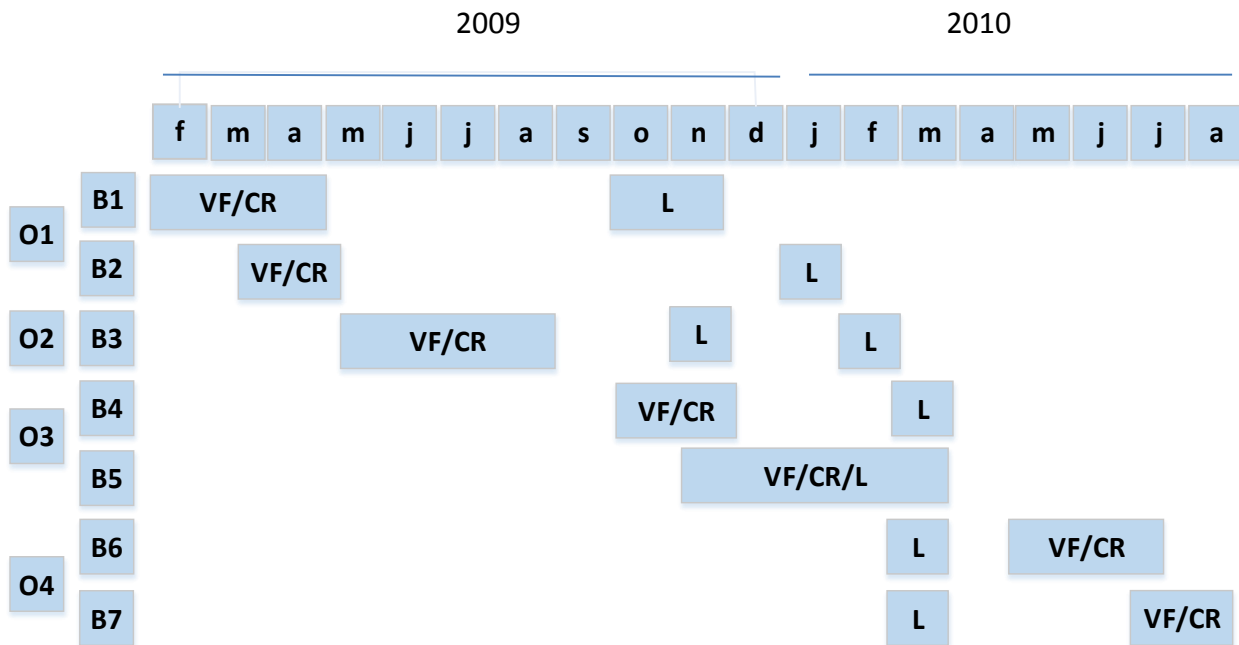 2009 2010
f m a m j j a s o n d j f m a m j j a
O1
B1 VF/CR L
B2 VF/CR L
O2 B3 VF/CR L L
O3
B4 VF/CR L
B5 VF/CR/L
O4
B6 L VF/CR
B7 L VF/CR